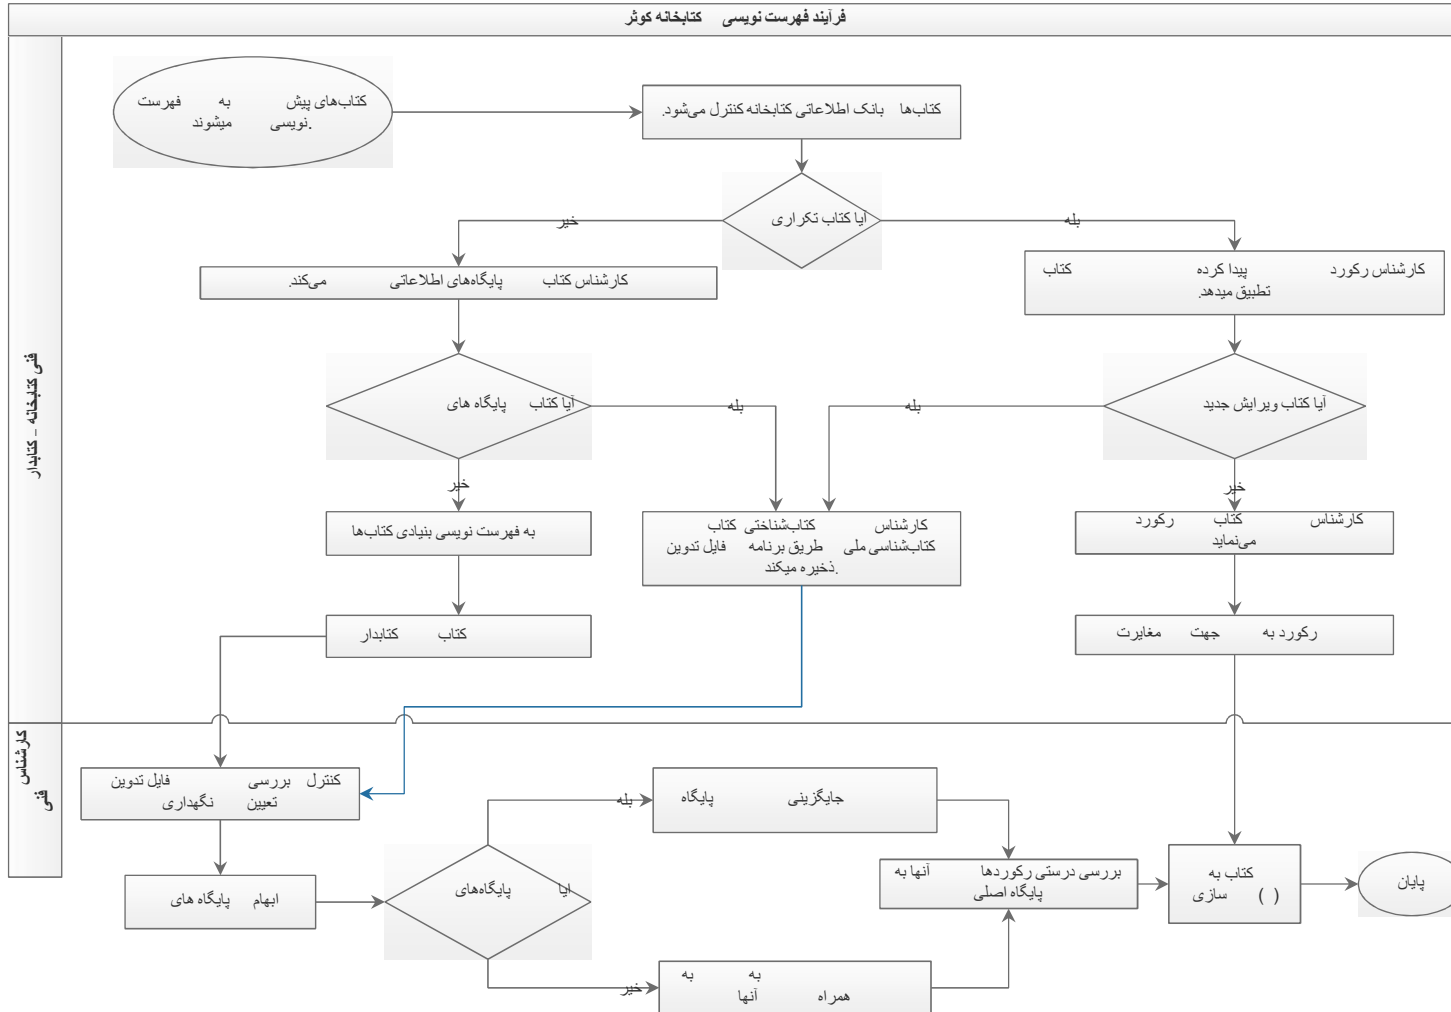 فرآیند فهرست نویسی کتابخانه کوثر
فنی کتابخانه - کتابدار
کتاب‌های پیش به فهرست
نویسی میشوند.
کتاب‌ها بانک اطلاعاتی کتابخانه کنترل می‌شود.
آیا کتاب تکراری
بله
خیر
کارشناس رکورد پیدا کرده کتاب
تطبیق میدهد.
کارشناس کتاب پایگاه‌های اطلاعاتی می‌کند.
آیا کتاب ویرایش جدید
بله
خیر
آیا کتاب پایگاه های
بله
خیر
کارشناس کتاب رکورد
می‌نماید
کارشناس کتاب‌شناختی کتاب
کتاب‌شناسی ملی طریق برنامه فایل تدوین
ذخیره میکند.
به فهرست نویسی بنیادی کتاب‌ها
رکورد به جهت مغایرت
کتاب کتابدار
کارشناس
فنی
کنترل بررسی فایل تدوین
تعیین نگهداری
ابهام پایگاه های
ایا پایگاه‌های
بله
خیر
جایگزینی پایگاه
به به
همراه آنها
بررسی درستی رکوردها آنها به
پایگاه اصلی
کتاب به
سازی ( )
پایان